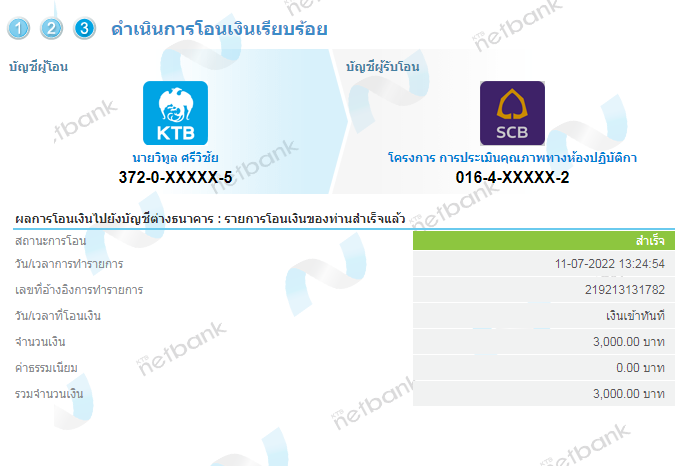 1 2 3 ดำเนินการโอนเงินเรียบร้อย
บัญชีผู้โอน บัญชีผู้รับโอน
KTB SCB
นายวิทูล ศรีวิชัย โครงการ การประเมินคุณภาพทางห้องปฏิบัติกา
372-0-XXXXX-5 016-4-XXXXX-2
ผลการโอนเงินไปยังบัญชีต่างธนาคาร : รายการโอนเงินของท่านสำเร็จแล้ว
สถานะการโอน สำเร็จ
วัน/เวลาการทำรายการ 11-07-2022 13:24:54
เลขที่อ้างอิงการทำรายการ 219213131782
วัน/เวลาที่โอนเงิน เงินเข้าทันที
จำนวนเงิน 3,000.00 บาท
ค่าธรรมเนียม 0.00 บาท
รวมจำนวนเงิน 3,000.00 บาท
KTB netbank